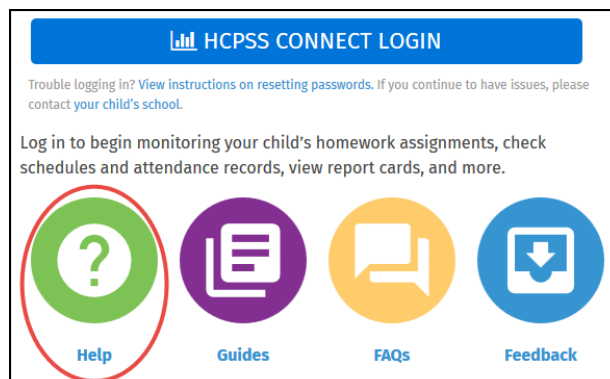 HCPSS CONNECT LOGIN
Trouble logging in? View instructions on resetting passwords. If you continue to have issues, please
contact your child's school.
Log in to begin monitoring your child's homework assignments, check
schedules and attendance records, view report cards, and more.
?
Help Guides FAQs Feedback